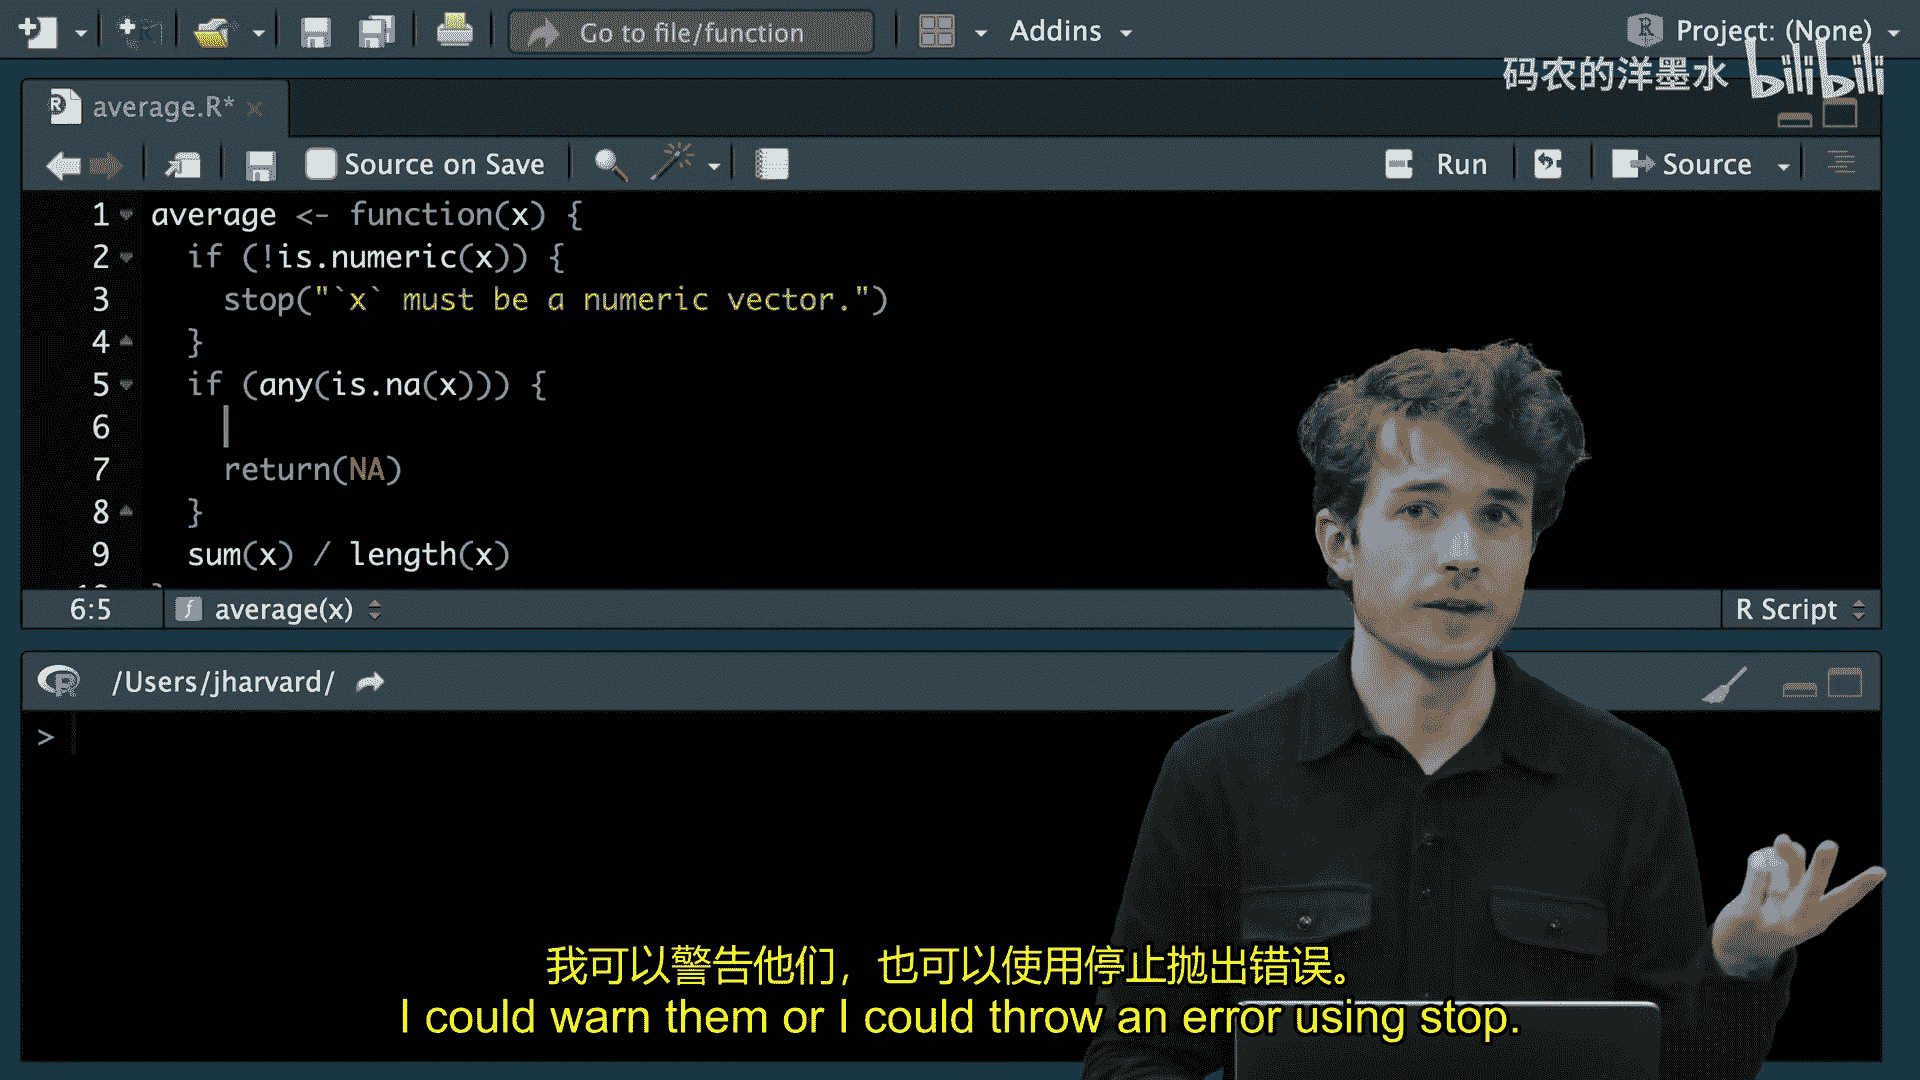 Go to file/function
Addins
Project: (None)
码农的洋墨水 bilibili
average.R*
Source on Save
Run
Source
1 average <- function(x) {
2 if (!is.numeric(x)) {
3 stop("`x` must be a numeric vector.")
4 }
5 if (any(is.na(x))) {
6
7 return(NA)
8 }
9 sum(x) / length(x)
6:5
average(x)
R Script
/Users/jharvard/
>
我可以警告他们，也可以使用停止抛出错误。
I could warn them or I could throw an error using stop.